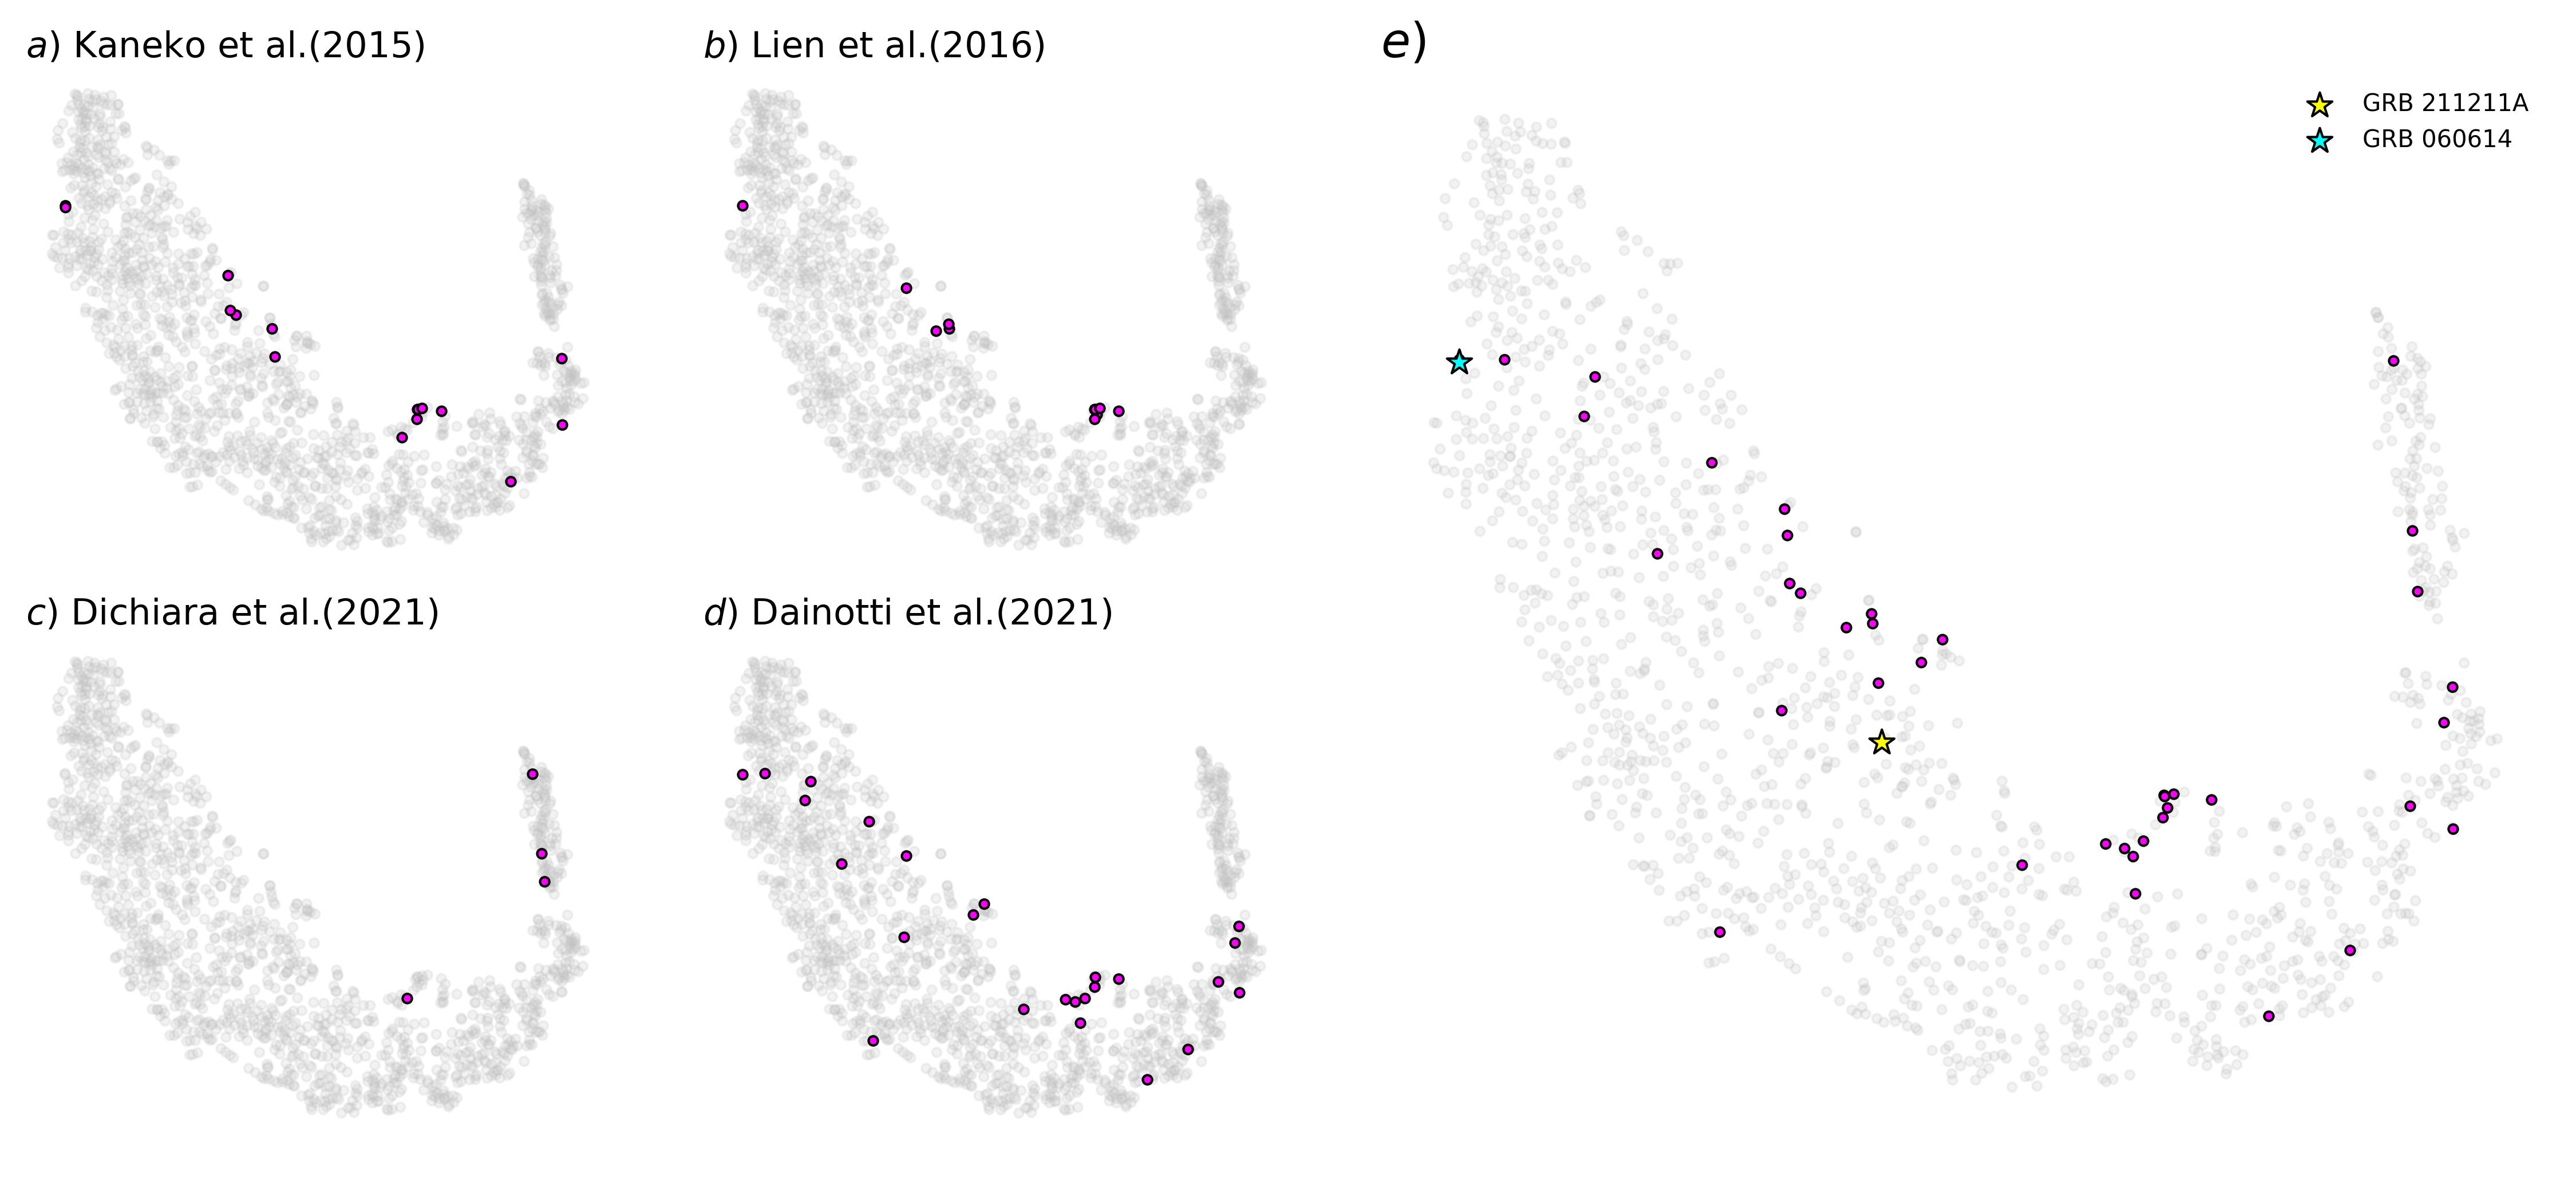 a) Kaneko et al.(2015)
b) Lien et al.(2016)
e)
GRB 211211A
GRB 060614
c) Dichiara et al.(2021)
d) Dainotti et al.(2021)